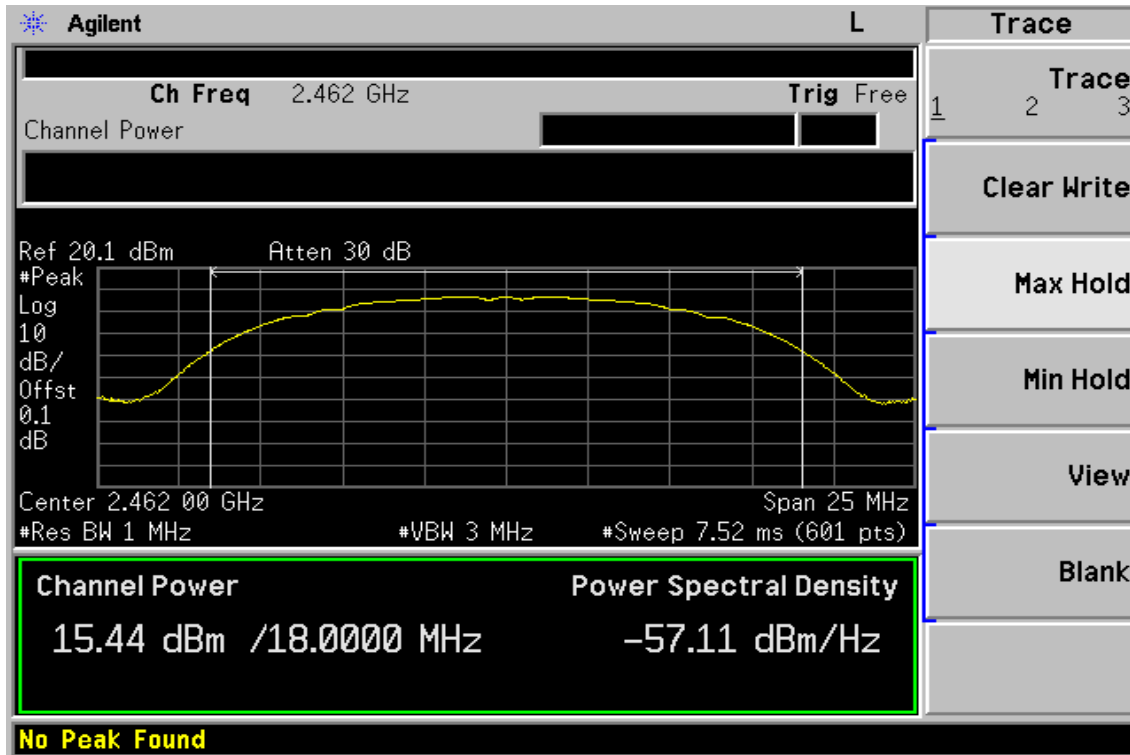 Agilent L Trace
Ch Freq 2.462 GHz Trig Free
Channel Power
Trace
1 2 3
Clear Write
Max Hold
Min Hold
View
Blank
Ref 20.1 dBm Atten 30 dB
#Peak
Log
10
dB/
Offst
0.1
dB
Center 2.462 00 GHz Span 25 MHz
#Res BW 1 MHz #VBW 3 MHz #Sweep 7.52 ms (601 pts)
Channel Power Power Spectral Density
15.44 dBm /18.0000 MHz -57.11 dBm/Hz
No Peak Found